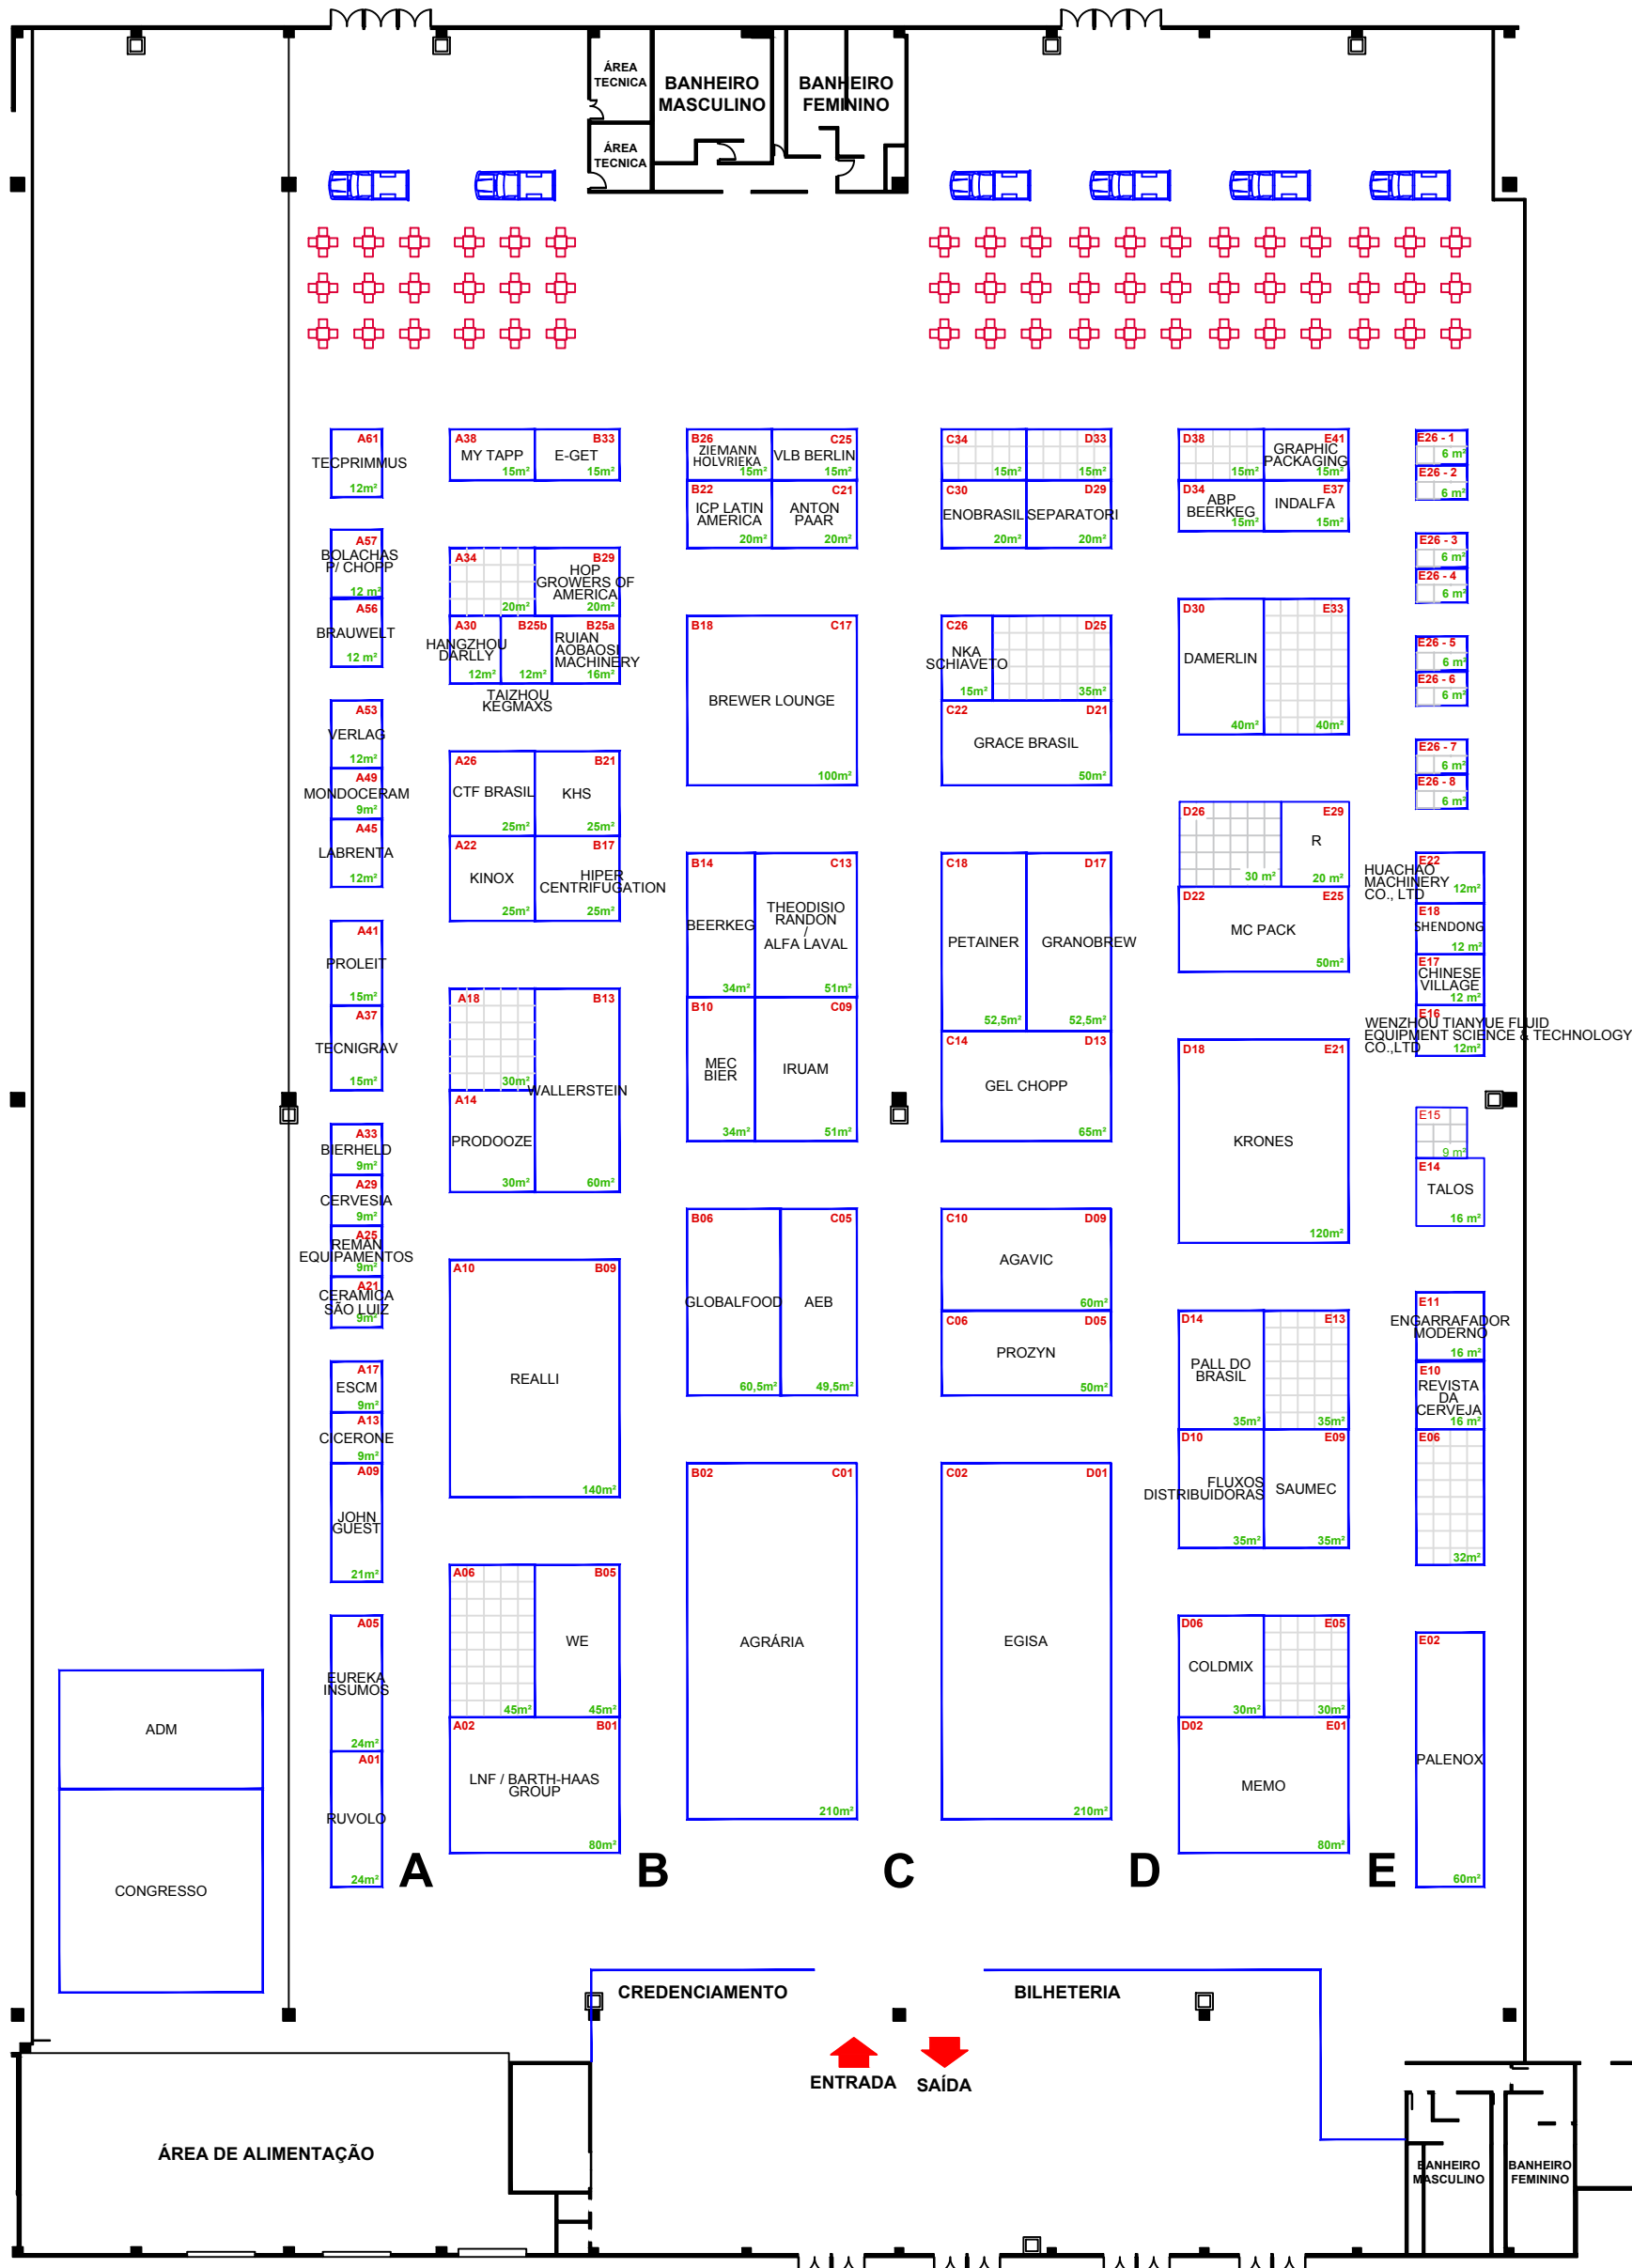 ÁREA
TECNICA
BANHEIRO
MASCULINO
BANHEIRO
FEMININO
ÁREA
TECNICA
A61
TECPRIMMUS
12m²
A57
BOLACHAS
P/ CHOPP
12 m²
A56
BRAUWELT
12 m²
A53
VERLAG
12m²
A49
MONDOCERAM
9m²
A45
LABRENTA
12m²
A41
PROLEIT
15m²
A37
TECNIGRAV
15m²
A33
BIERHELD
9m²
A29
CERVESIA
9m²
A25
REMAN
EQUIPAMENTOS
9m²
A21
CERAMICA
SÃO LUIZ
9m²
A17
ESCM
9m²
A13
CICERONE
9m²
A09
JOHN
GUEST
21m²
A05
EUREKA
INSUMOS
24m²
A01
RUVOLO
24m²
A38
MY TAPP
15m²
B33
E-GET
15m²
A34
20m²
B29
HOP
GROWERS OF
AMERICA
20m²
A30
HANGZHOU
DARLLY
12m²
B25b
12m²
TAIZHOU
KEGMAXS
B25a
RUIAN
AOBAOSI
MACHINERY
16m²
A26
CTF BRASIL
25m²
B21
KHS
25m²
A22
KINOX
25m²
B17
HIPER
CENTRIFUGATION
25m²
A18
30m²
B13
WALLERSTEIN
60m²
A14
PRODOOZE
30m²
A10 B09
REALLI
140m²
A06
45m²
B05
WE
45m²
A02 B01
LNF / BARTH-HAAS
GROUP
80m²
B26
ZIEMANN
HOLVRIEKA
15m²
C25
VLB BERLIN
15m²
B22
ICP LATIN
AMERICA
20m²
C21
ANTON
PAAR
20m²
B18 C17
BREWER LOUNGE
100m²
B14
BEERKEG
34m²
C13
THEODISIO
RANDON
/
ALFA LAVAL
51m²
B10
MEC
BIER
34m²
C09
IRUAM
51m²
B06
GLOBALFOOD
60,5m²
C05
AEB
49,5m²
B02 C01
AGRÁRIA
210m²
C34
15m²
D33
15m²
C30
ENOBRASIL
20m²
D29
SEPARATORI
20m²
C26
NKA
SCHIAVETO
15m²
D25
35m²
C22 D21
GRACE BRASIL
50m²
C18
PETAINER
52,5m²
D17
GRANOBREW
52,5m²
C14 D13
GEL CHOPP
65m²
C10 D09
AGAVIC
60m²
C06 D05
PROZYN
50m²
C02 D01
EGISA
210m²
D38
15m²
E41
GRAPHIC
PACKAGING
15m²
D34
ABP
BEERKEG
15m²
E37
INDALFA
15m²
D30
DAMERLIN
40m²
E33
40m²
D26
30 m²
E29
R
20 m²
D22 E25
MC PACK
50m²
D18 E21
KRONES
120m²
D14
PALL DO
BRASIL
35m²
E13
35m²
D10
FLUXOS
DISTRIBUIDORAS
35m²
E09
SAUMEC
35m²
D06
COLDMIX
30m²
E05
30m²
D02 E01
MEMO
80m²
E26 - 1
6 m²
E26 - 2
6 m²
E26 - 3
6 m²
E26 - 4
6 m²
E26 - 5
6 m²
E26 - 6
6 m²
E26 - 7
6 m²
E26 - 8
6 m²
E22
HUACHAO
MACHINERY
CO., LTD
12m²
E18
SHENDONG
12 m²
E17
CHINESE
VILLAGE
12 m²
E16
WENZHOU TIANYUE FLUID
EQUIPMENT SCIENCE & TECHNOLOGY
CO.,LTD
12m²
E15
9 m²
E14
TALOS
16 m²
E11
ENGARRAFADOR
MODERNO
16 m²
E10
REVISTA
DA
CERVEJA
16 m²
E06
32m²
E02
PALENOX
60m²
ADM
CONGRESSO
A B C D E
CREDENCIAMENTO
BILHETERIA
ENTRADA SAÍDA
ÁREA DE ALIMENTAÇÃO
BANHEIRO
MASCULINO
BANHEIRO
FEMININO